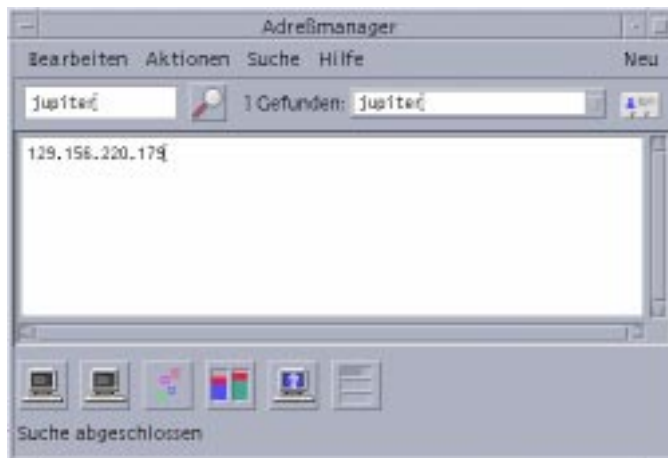 Adreßmanager
Bearbeiten Aktionen Suche Hilfe Neu
jupiter 1 Gefunden: jupiter
129.156.220.179
Suche abgeschlossen